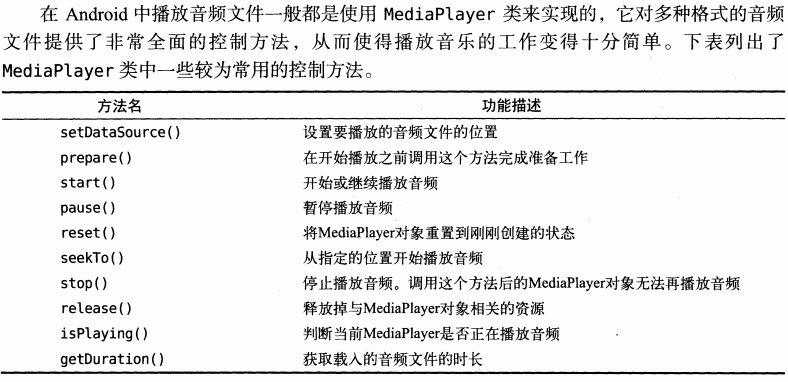 在 Android 中播放音频文件一般都是使用 MediaPlayer 类来实现的，它对多种格式的音频
文件提供了非常全面的控制方法，从而使得播放音乐的工作变得十分简单。下表列出了
MediaPlayer 类中一些较为常用的控制方法。
方法名 功能描述
setDataSource() 设置要播放的音频文件的位置
prepare() 在开始播放之前调用这个方法完成准备工作
start() 开始或继续播放音频
pause() 暂停播放音频
reset() 将MediaPlayer对象重置到刚刚创建的状态
seekTo() 从指定的位置开始播放音频
stop() 停止播放音频。调用这个方法后的MediaPlayer对象无法再播放音频
release() 释放掉与MediaPlayer对象相关的资源
isPlaying() 判断当前MediaPlayer是否正在播放音频
getDuration() 获取载入的音频文件的时长